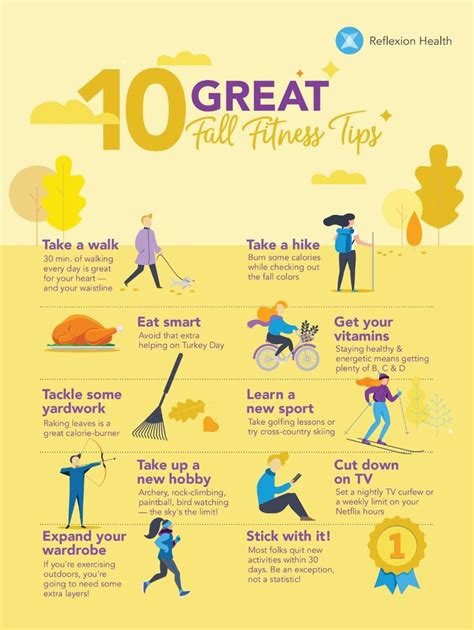 Reflexion Health
10 GREAT
Fall Fitness Tips
Take a walk
30 min. of walking
every day is great
for your heart —
and your waistline
Take a hike
Burn some calories
while checking out
the fall colors
Eat smart
Avoid that extra
helping on Turkey Day
Get your
vitamins
Staying healthy &
energetic means getting
plenty of B, C & D
Tackle some
yardwork
Raking leaves is a
great calorie-burner
Learn a
new sport
Take golfing lessons or
try cross-country skiing
Take up a
new hobby
Archery, rock-climbing,
paintball, bird watching
— the sky's the limit!
Cut down
on TV
Set a nightly TV curfew or
a weekly limit on your
Netflix hours
Expand your
wardrobe
If you're exercising
outdoors, you're
going to need some
extra layers!
Stick with it!
Most folks quit new
activities within 30
days. Be an exception,
not a statistic!
1